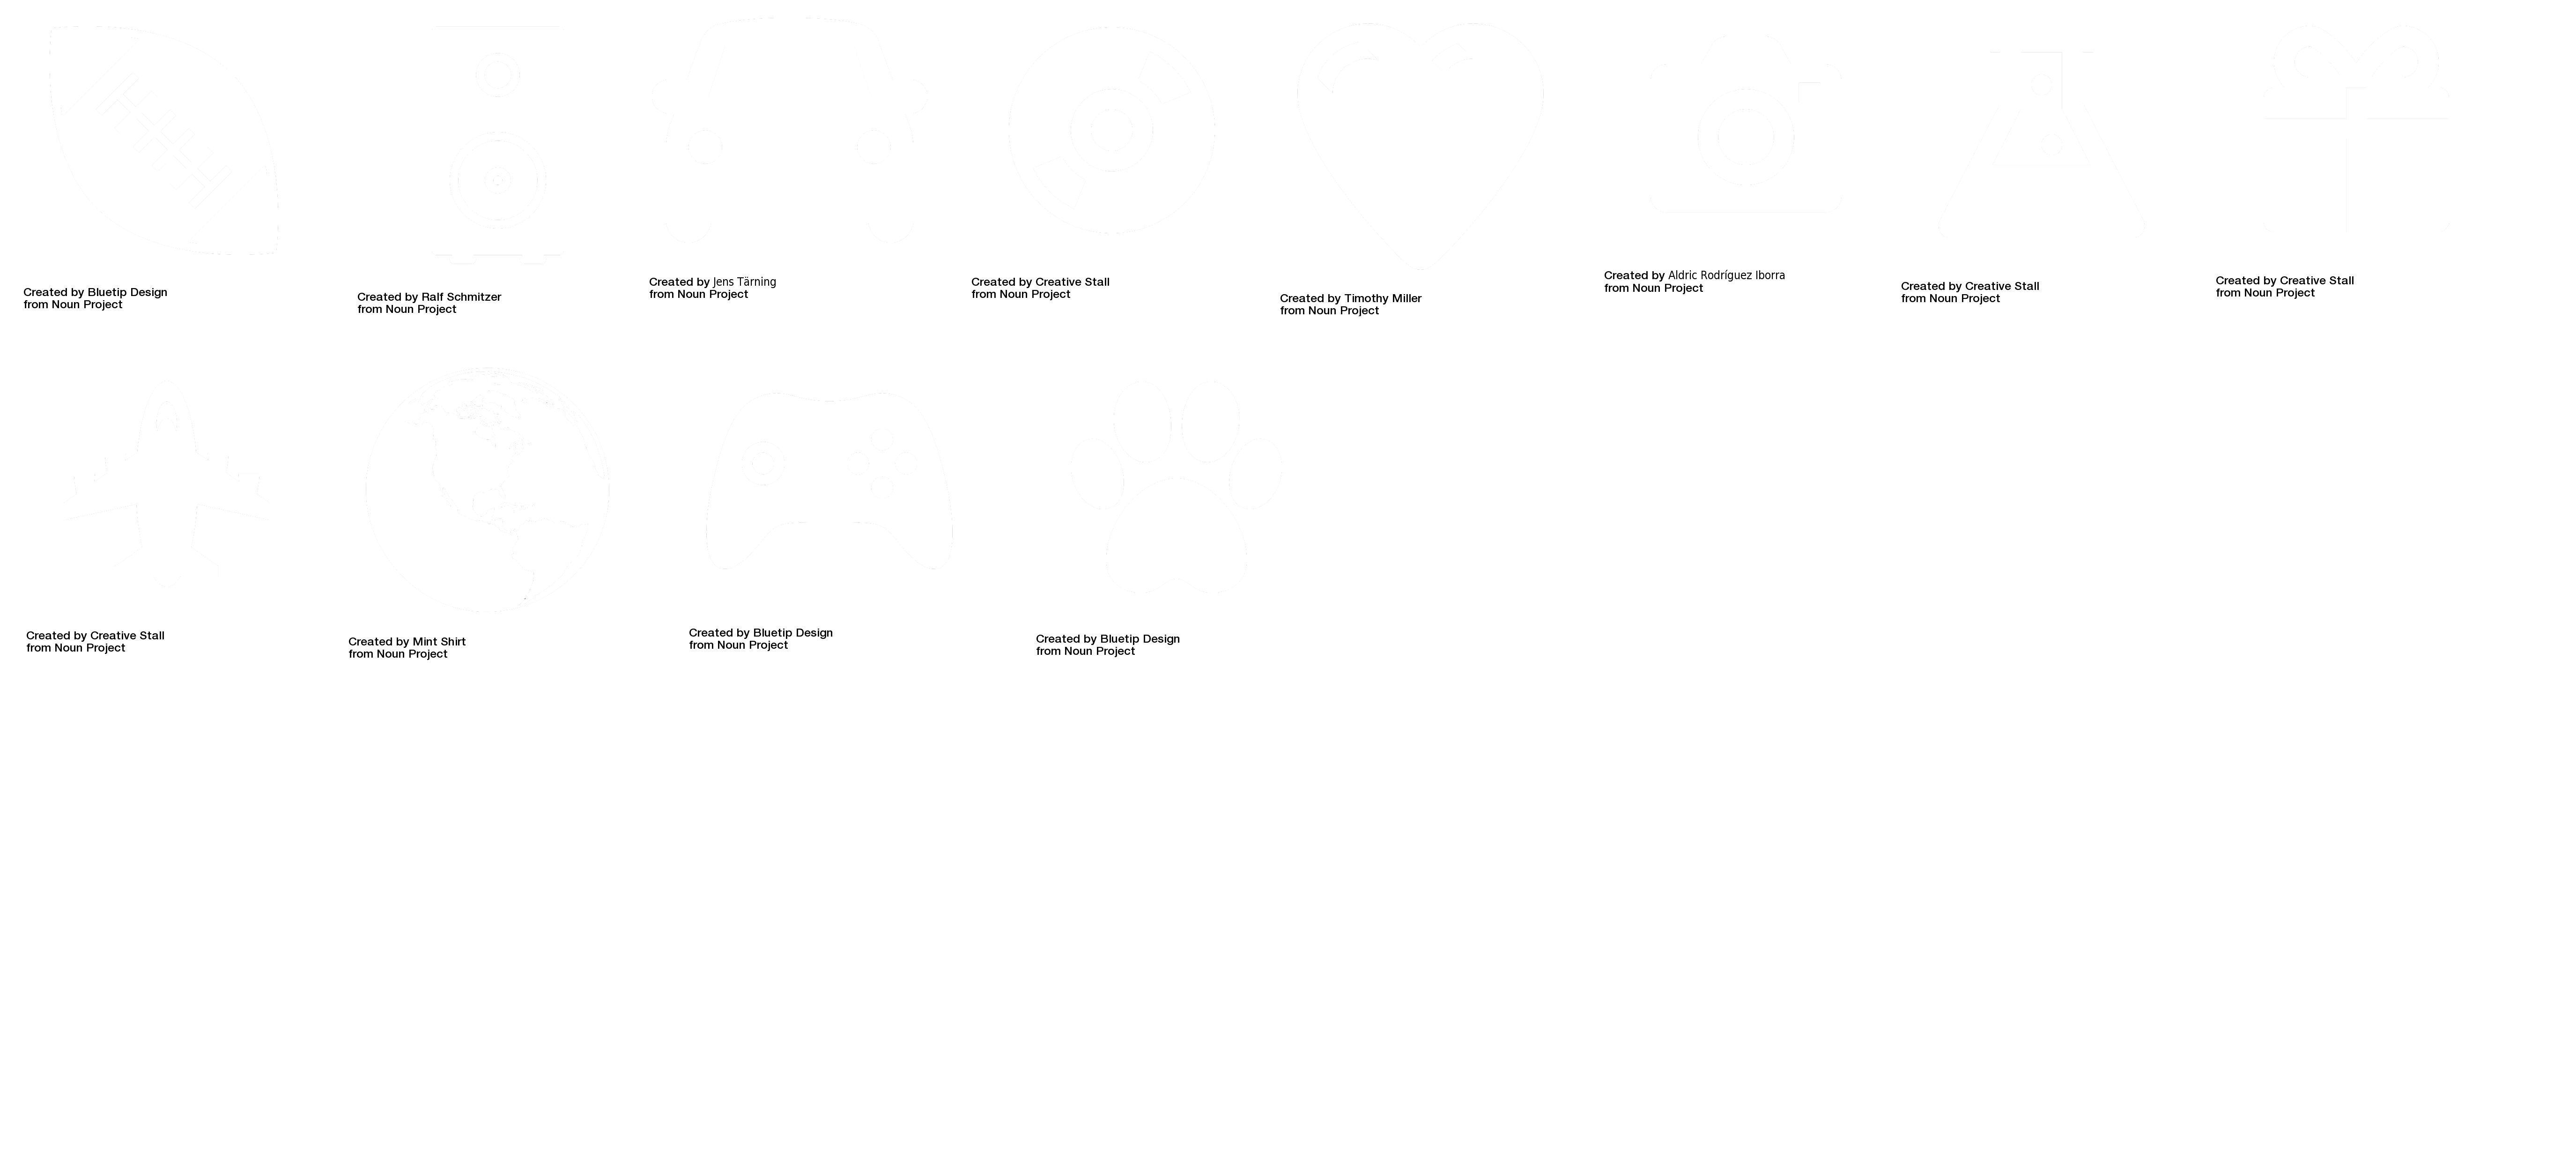 Created by Bluetip Design
from Noun Project
Created by Ralf Schmitzer
from Noun Project
Created by Jens Tärning
from Noun Project
Created by Creative Stall
from Noun Project
Created by Timothy Miller
from Noun Project
Created by Aldric Rodríguez Iborra
from Noun Project
Created by Creative Stall
from Noun Project
Created by Creative Stall
from Noun Project
Created by Creative Stall
from Noun Project
Created by Mint Shirt
from Noun Project
Created by Bluetip Design
from Noun Project
Created by Bluetip Design
from Noun Project